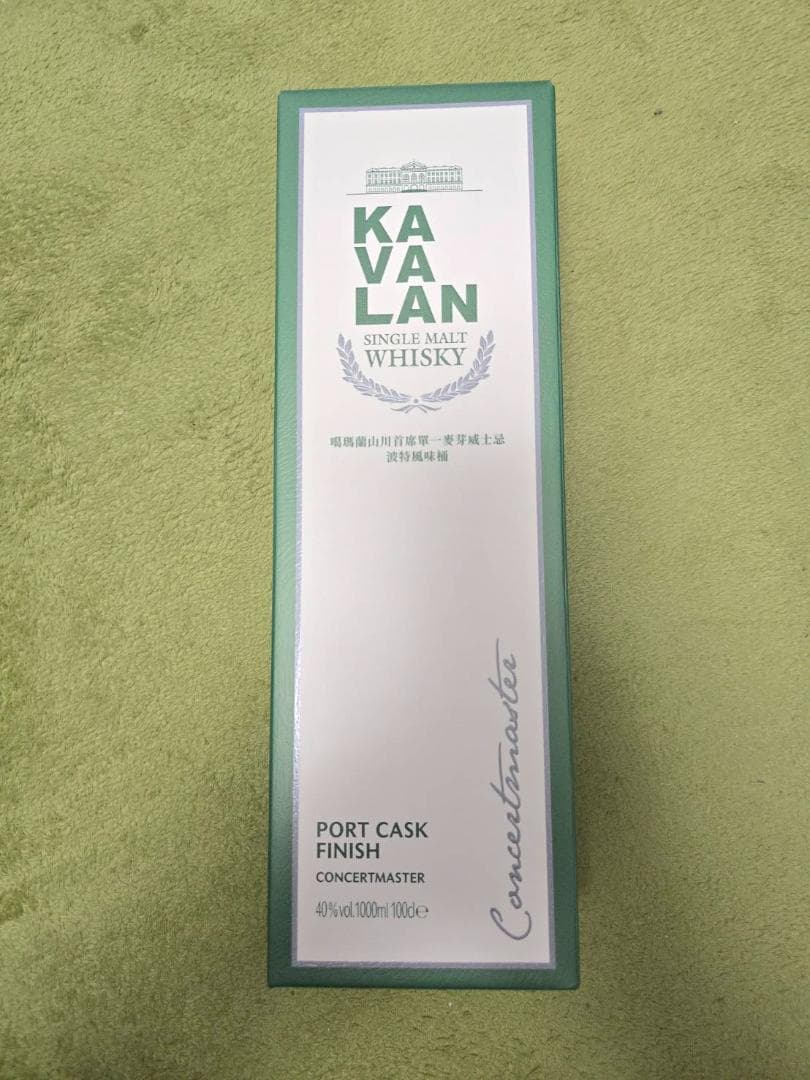 KA
VA
LAN
SINGLE MALT
WHISKY
噶瑪蘭山川首席單一麥芽威士忌
波特風味桶
Concertmaster
PORT CASK
FINISH
CONCERTMASTER
40% vol. 1000ml 100cl ℮